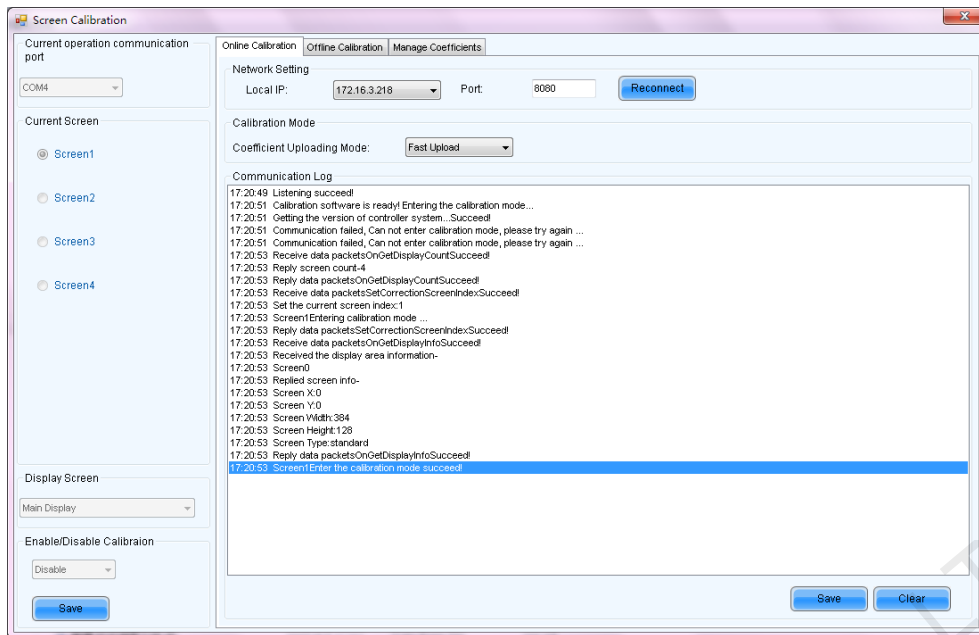 Screen Calibration
Current operation communication
port
COM4
Current Screen
Screen1
Screen2
Screen3
Screen4
Display Screen
Main Display
Enable/Disable Calibraion
Disable
Save
Online Calibration Offline Calibration Manage Coefficients
Network Setting
Local IP: 172.16.3.218 Port: 8080 Reconnect
Calibration Mode
Coefficient Uploading Mode: Fast Upload
Communication Log
17:20:49 Listening succeed!
17:20:51 Calibration software is ready! Entering the calibration mode...
17:20:51 Getting the version of controller system...Succeed!
17:20:51 Communication failed, Can not enter calibration mode, please try again ...
17:20:51 Communication failed, Can not enter calibration mode, please try again ...
17:20:53 Receive data packetsOnGetDisplayCountSucceed!
17:20:53 Reply screen count-4
17:20:53 Reply data packetsOnGetDisplayCountSucceed!
17:20:53 Receive data packetsSetCorrectionScreenIndexSucceed!
17:20:53 Set the current screen index:1
17:20:53 Screen1Entering calibration mode ...
17:20:53 Reply data packetsSetCorrectionScreenIndexSucceed!
17:20:53 Receive data packetsOnGetDisplayInfoSucceed!
17:20:53 Received the display area information-
17:20:53 Screen0
17:20:53 Replied screen info-
17:20:53 Screen X:0
17:20:53 Screen Y:0
17:20:53 Screen Width:384
17:20:53 Screen Height:128
17:20:53 Screen Type:standard
17:20:53 Reply data packetsOnGetDisplayInfoSucceed!
17:20:53 Screen1Enter the calibration mode succeed!
Save Clear